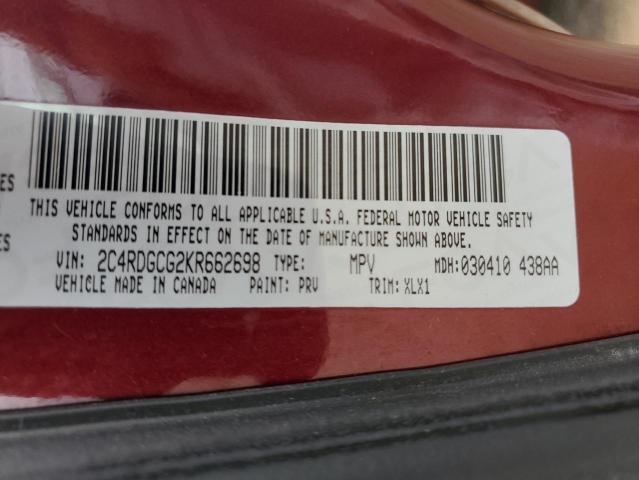 ES
THIS VEHICLE CONFORMS TO ALL APPLICABLE U.S.A. FEDERAL MOTOR VEHICLE SAFETY
STANDARDS IN EFFECT ON THE DATE OF MANUFACTURE SHOWN ABOVE.
VIN: 2C4RDGCG2KR662698 TYPE: MPV MDH:030410 438AA
VEHICLE MADE IN CANADA PAINT: PRV TRIM: XLX1